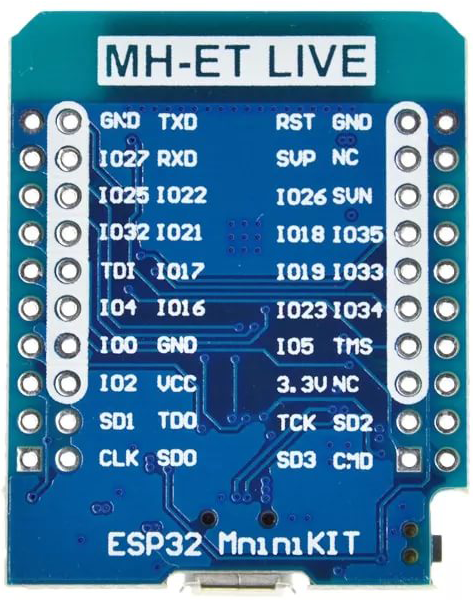 MH-ET LIVE
GND TXD RST GND
IO27 RXD SVP NC
IO25 IO22 IO26 SVN
IO32 IO21 IO18 IO35
TDI IO17 IO19 IO33
IO4 IO16 IO23 IO34
IO0 GND IO5 TMS
IO2 VCC 3.3V NC
SD1 TDO TCK SD2
CLK SD0 SD3 CMD
ESP32 MniniKIT